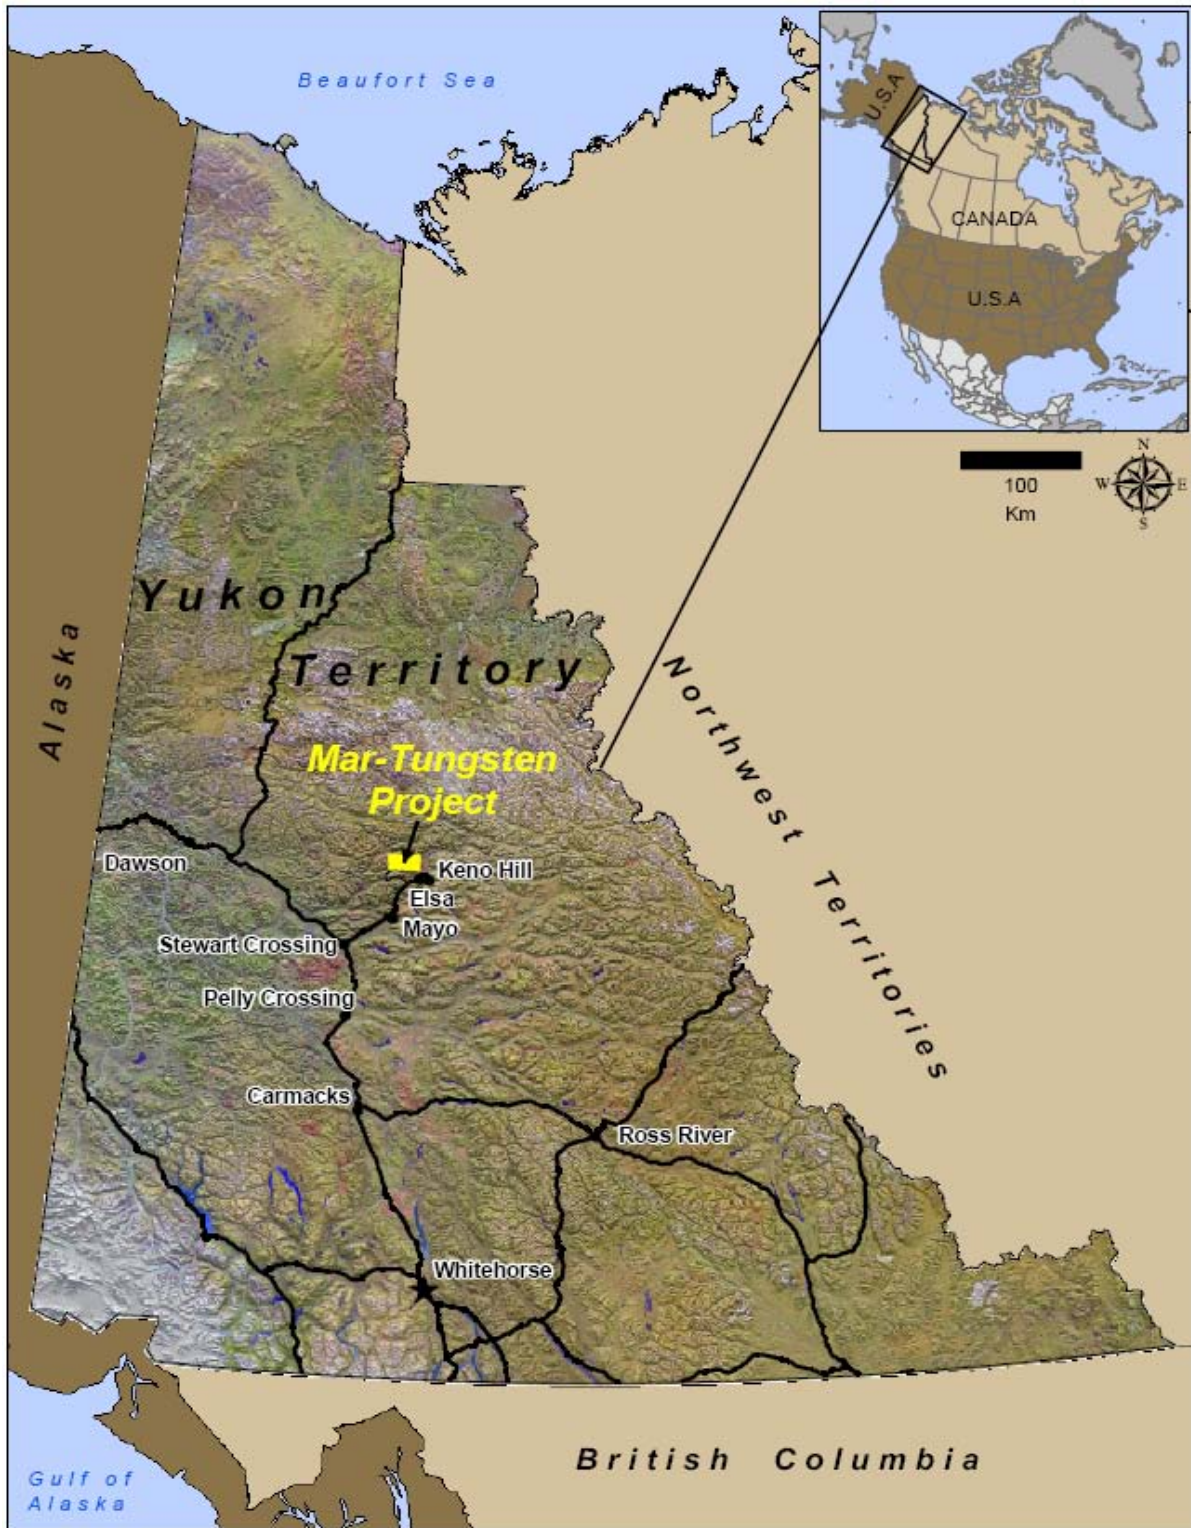 Beaufort Sea
U.S.A
CANADA
U.S.A
100
Km
N
W
E
S
Yukon
Territory
Alaska
Northwest Territories
Mar-Tungsten
Project
Dawson
Keno Hill
Elsa
Mayo
Stewart Crossing
Pelly Crossing
Carmacks
Ross River
Whitehorse
British Columbia
Gulf of
Alaska